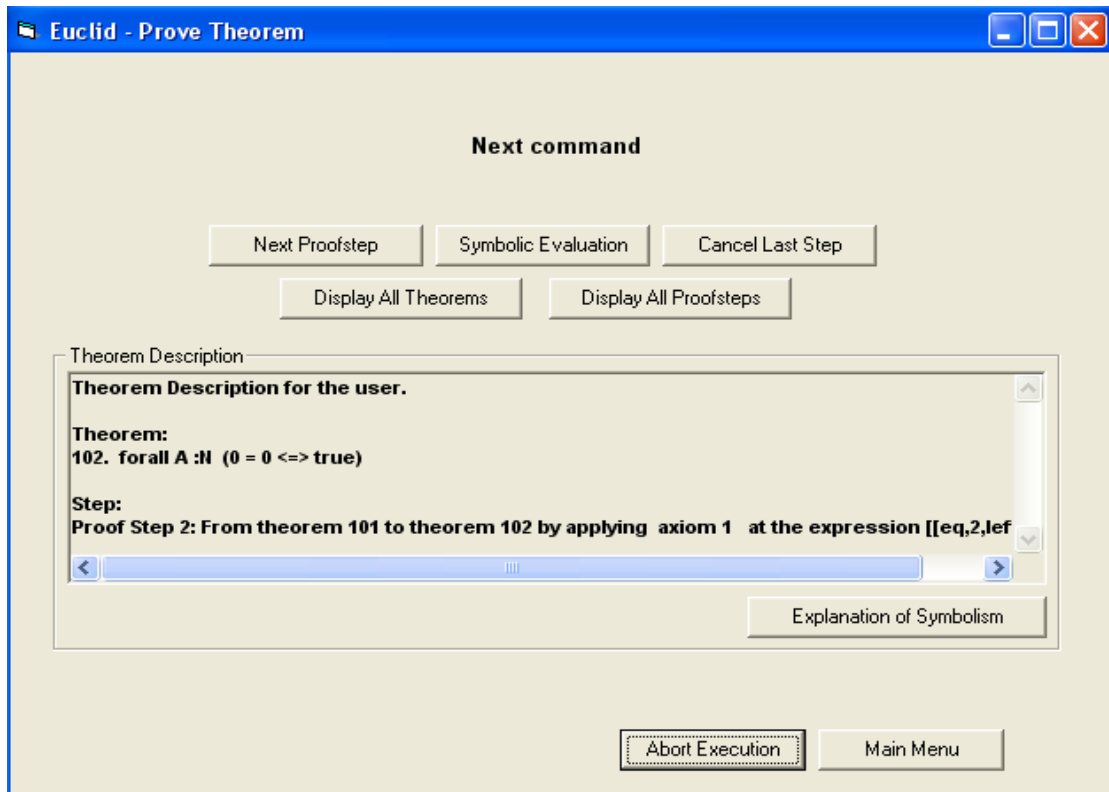 Euclid - Prove Theorem
Next command
Next Proofstep
Symbolic Evaluation
Cancel Last Step
Display All Theorems
Display All Proofsteps
Theorem Description
Theorem Description for the user.
Theorem:
102. forall A :N (0 = 0 <=> true)
Step:
Proof Step 2: From theorem 101 to theorem 102 by applying axiom 1 at the expression [[eq,2,lef
Explanation of Symbolism
Abort Execution
Main Menu